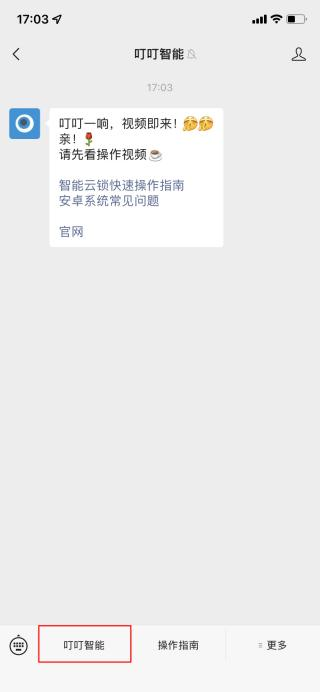 17:03
叮叮智能
17:03
叮叮一响，视频即来！
亲！
请先看操作视频
智能云锁快速操作指南
安卓系统常见问题
官网
叮叮智能
操作指南
更多